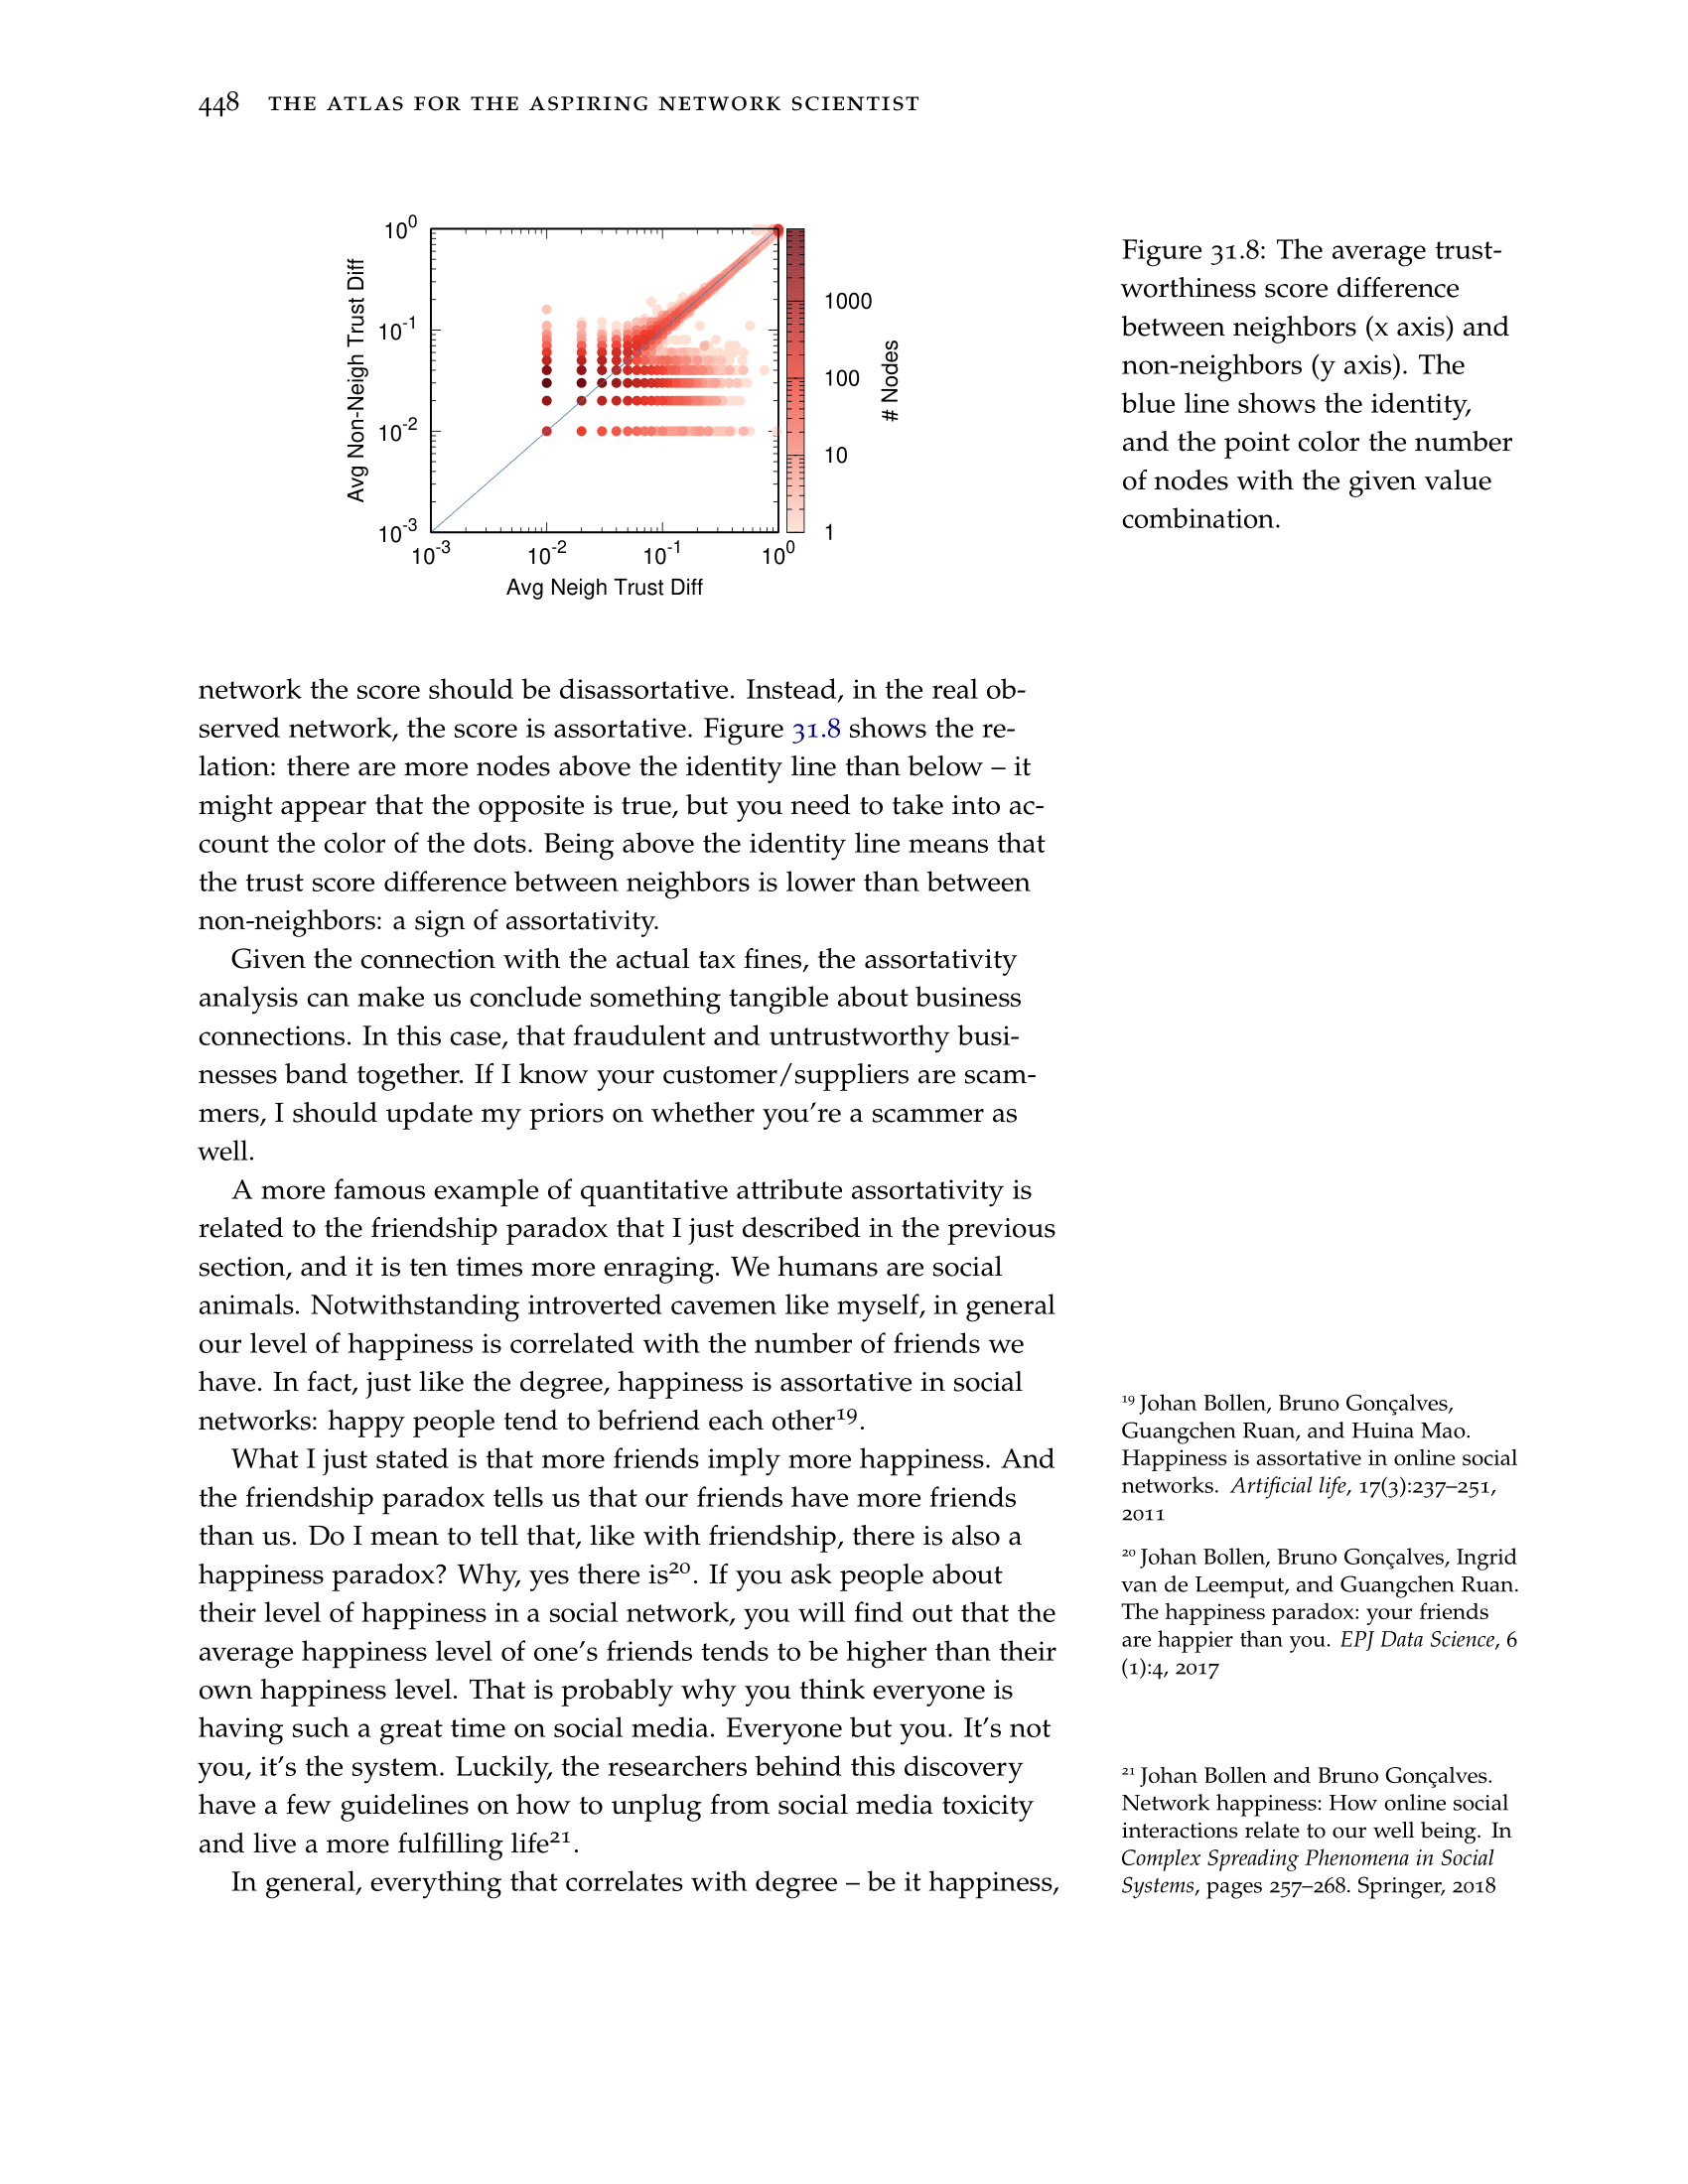 448 THE ATLAS FOR THE ASPIRING NETWORK SCIENTIST
10⁰
10⁻¹
10⁻²
10⁻³
Avg Non-Neigh Trust Diff
10⁻³ 10⁻² 10⁻¹ 10⁰
Avg Neigh Trust Diff
1000
100
10
1
# Nodes
Figure 31.8: The average trust-
worthiness score difference
between neighbors (x axis) and
non-neighbors (y axis). The
blue line shows the identity,
and the point color the number
of nodes with the given value
combination.
network the score should be disassortative. Instead, in the real ob-
served network, the score is assortative. Figure 31.8 shows the re-
lation: there are more nodes above the identity line than below – it
might appear that the opposite is true, but you need to take into ac-
count the color of the dots. Being above the identity line means that
the trust score difference between neighbors is lower than between
non-neighbors: a sign of assortativity.
Given the connection with the actual tax fines, the assortativity
analysis can make us conclude something tangible about business
connections. In this case, that fraudulent and untrustworthy busi-
nesses band together. If I know your customer/suppliers are scam-
mers, I should update my priors on whether you're a scammer as
well.
A more famous example of quantitative attribute assortativity is
related to the friendship paradox that I just described in the previous
section, and it is ten times more enraging. We humans are social
animals. Notwithstanding introverted cavemen like myself, in general
our level of happiness is correlated with the number of friends we
have. In fact, just like the degree, happiness is assortative in social
networks: happy people tend to befriend each other¹⁹.
What I just stated is that more friends imply more happiness. And
the friendship paradox tells us that our friends have more friends
than us. Do I mean to tell that, like with friendship, there is also a
happiness paradox? Why, yes there is²⁰. If you ask people about
their level of happiness in a social network, you will find out that the
average happiness level of one's friends tends to be higher than their
own happiness level. That is probably why you think everyone is
having such a great time on social media. Everyone but you. It's not
you, it's the system. Luckily, the researchers behind this discovery
have a few guidelines on how to unplug from social media toxicity
and live a more fulfilling life²¹.
In general, everything that correlates with degree – be it happiness,
¹⁹ Johan Bollen, Bruno Gonçalves,
Guangchen Ruan, and Huina Mao.
Happiness is assortative in online social
networks. Artificial life, 17(3):237–251,
2011
²⁰ Johan Bollen, Bruno Gonçalves, Ingrid
van de Leemput, and Guangchen Ruan.
The happiness paradox: your friends
are happier than you. EPJ Data Science, 6
(1):4, 2017
²¹ Johan Bollen and Bruno Gonçalves.
Network happiness: How online social
interactions relate to our well being. In
Complex Spreading Phenomena in Social
Systems, pages 257–268. Springer, 2018